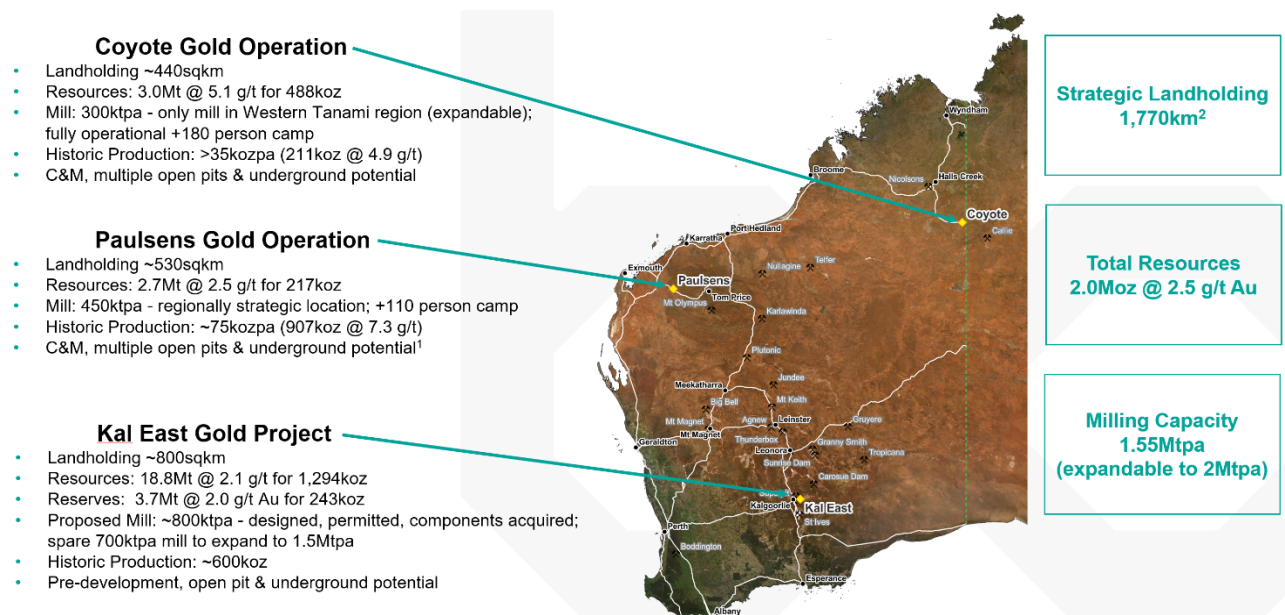 Coyote Gold Operation
• Landholding ~440sqkm
• Resources: 3.0Mt @ 5.1 g/t for 488koz
• Mill: 300ktpa - only mill in Western Tanami region (expandable);
fully operational +180 person camp
• Historic Production: >35kozpa (211koz @ 4.9 g/t)
• C&M, multiple open pits & underground potential
Paulsens Gold Operation
• Landholding ~530sqkm
• Resources: 2.7Mt @ 2.5 g/t for 217koz
• Mill: 450ktpa - regionally strategic location; +110 person camp
• Historic Production: ~75kozpa (907koz @ 7.3 g/t)
• C&M, multiple open pits & underground potential¹
Kal East Gold Project
• Landholding ~800sqkm
• Resources: 18.8Mt @ 2.1 g/t for 1,294koz
• Reserves: 3.7Mt @ 2.0 g/t Au for 243koz
• Proposed Mill: ~800ktpa - designed, permitted, components acquired;
spare 700ktpa mill to expand to 1.5Mtpa
• Historic Production: ~600koz
• Pre-development, open pit & underground potential
Wyndham
Broome
Nicolsons
Halls Creek
Coyote
Callie
Port Hedland
Karratha
Exmouth
Nullagine
Telfer
Paulsens
Tom Price
Mt Olympus
Karlawinda
Plutonic
Meekatharra
Jundee
Big Bell
Mt Keith
Mt Magnet
Agnew
Leinster
Gruyere
Mt Magnet
Geraldton
Thunderbox
Granny Smith
Leonora
Tropicana
Sunrise Dam
Carosue Dam
Kalgoorlie
Kal East
St Ives
Perth
Boddington
Esperance
Albany
Strategic Landholding
1,770km²
Total Resources
2.0Moz @ 2.5 g/t Au
Milling Capacity
1.55Mtpa
(expandable to 2Mtpa)